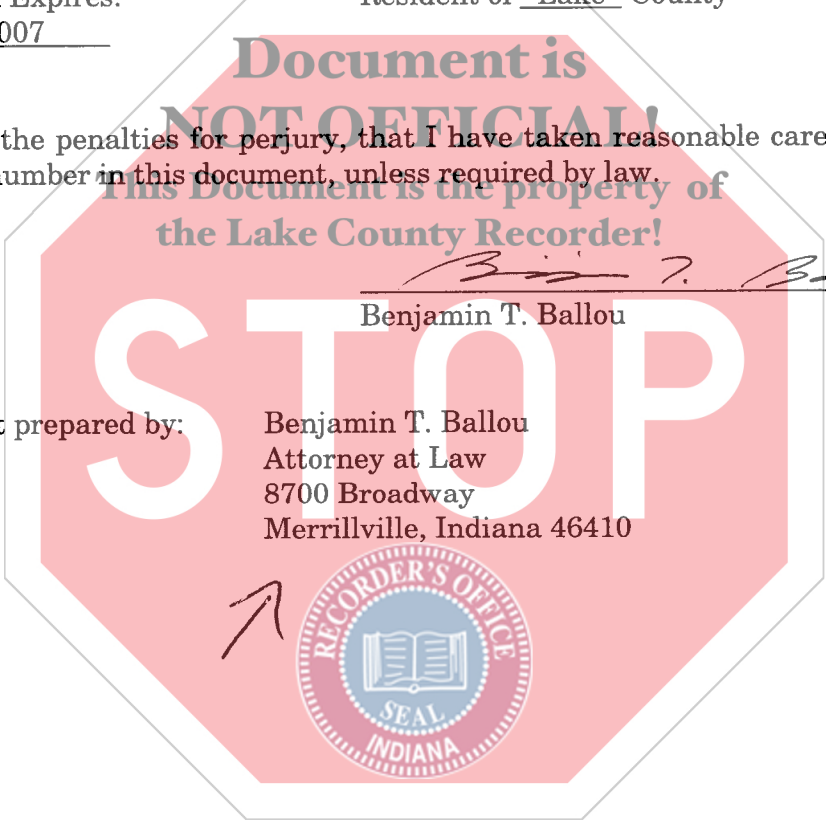 Expires:
Resident of Lake County
007
Document is
NOT OFFICIAL!
the penalties for perjury, that I have taken reasonable care
number in this document, unless required by law.
This Document is the property of
the Lake County Recorder!
Benjamin T. Ballou
STOP
prepared by: Benjamin T. Ballou
Attorney at Law
8700 Broadway
Merrillville, Indiana 46410
RECORDER'S OFFICE
SEAL
INDIANA